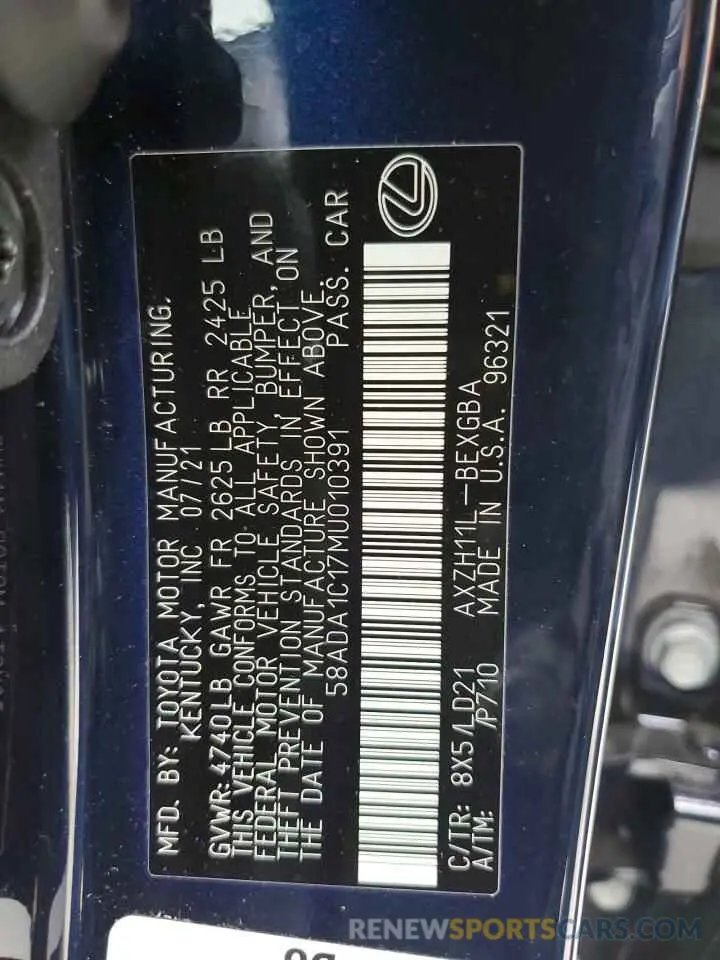 MFD. BY: TOYOTA MOTOR MANUFACTURING,
KENTUCKY, INC 07/21
GVWR: 4740LB GAWR FR 2625LB RR 2425 LB
THIS VEHICLE CONFORMS TO ALL APPLICABLE
FEDERAL MOTOR VEHICLE SAFETY, BUMPER, AND
THEFT PREVENTION STANDARDS IN EFFECT ON
THE DATE OF MANUFACTURE SHOWN ABOVE.
58ADA1C17MU010391 PASS. CAR
C/TR: 8X5/LD21 AXZH11L-BEXGBA
A/TM: /P710 MADE IN U.S.A. 96321
RENEWSPORTSCARS.COM